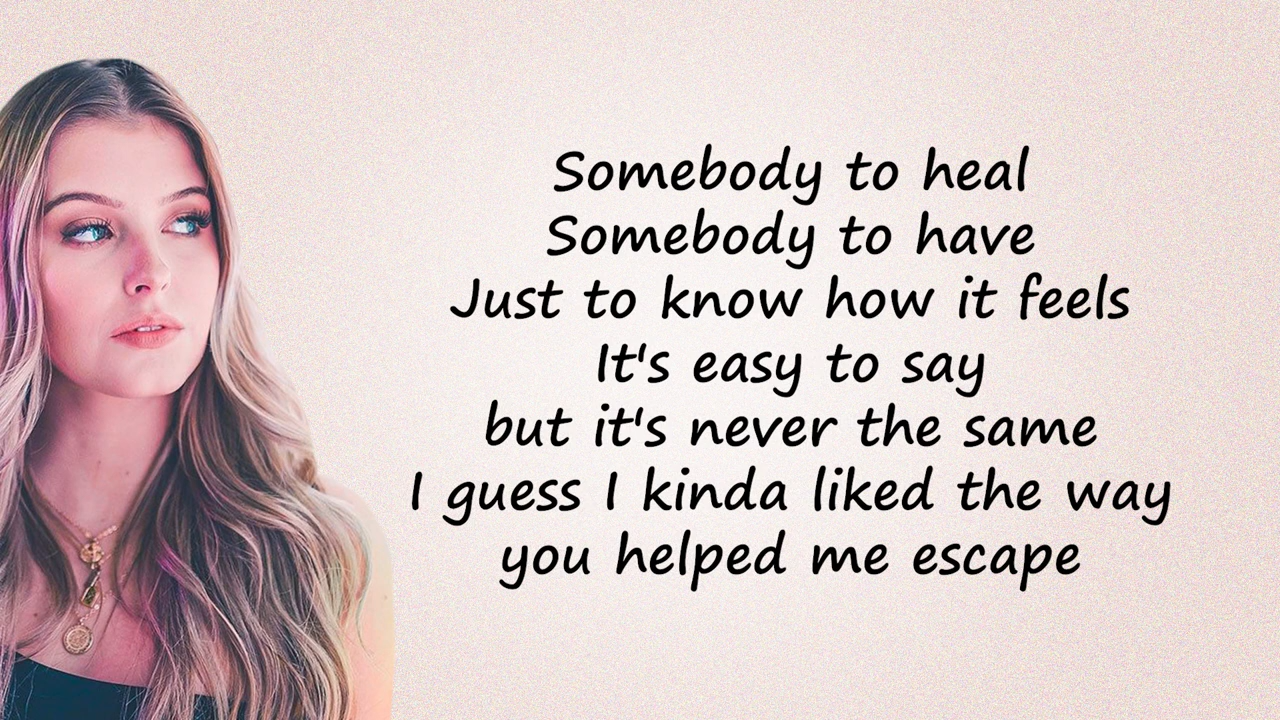 Somebody to heal
Somebody to have
Just to know how it feels
It's easy to say
but it's never the same
I guess I kinda liked the way
you helped me escape